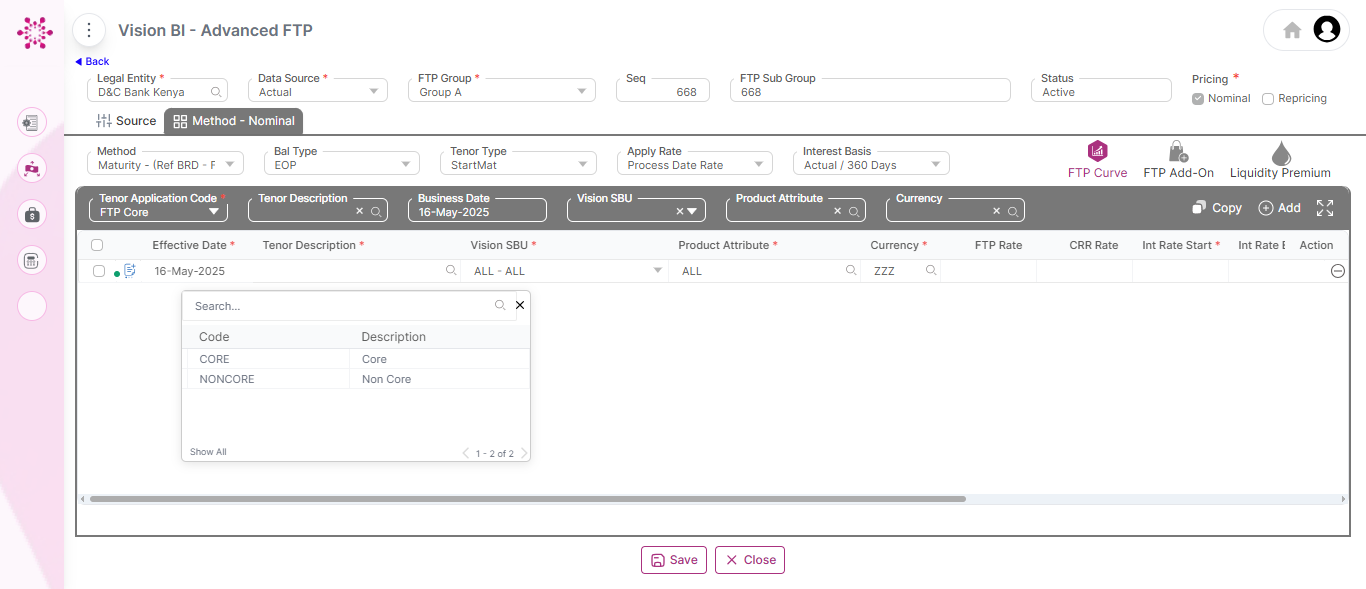 Vision BI - Advanced FTP
Back
Legal Entity * Data Source * FTP Group * Seq FTP Sub Group Status Pricing *
D&C Bank Kenya Actual Group A 668 668 Active Nominal Repricing
Source Method - Nominal
Method Bal Type Tenor Type Apply Rate Interest Basis
Maturity - (Ref BRD - F EOP StartMat Process Date Rate Actual / 360 Days
FTP Curve FTP Add-On Liquidity Premium
Tenor Application Code * Tenor Description Business Date Vision SBU Product Attribute Currency
FTP Core 16-May-2025 Copy Add
Effective Date * Tenor Description * Vision SBU * Product Attribute * Currency * FTP Rate CRR Rate Int Rate Start * Int Rate E Action
16-May-2025 ALL - ALL ALL ZZZ
Search...
Code Description
CORE Core
NONCORE Non Core
Show All 1 - 2 of 2
Save Close